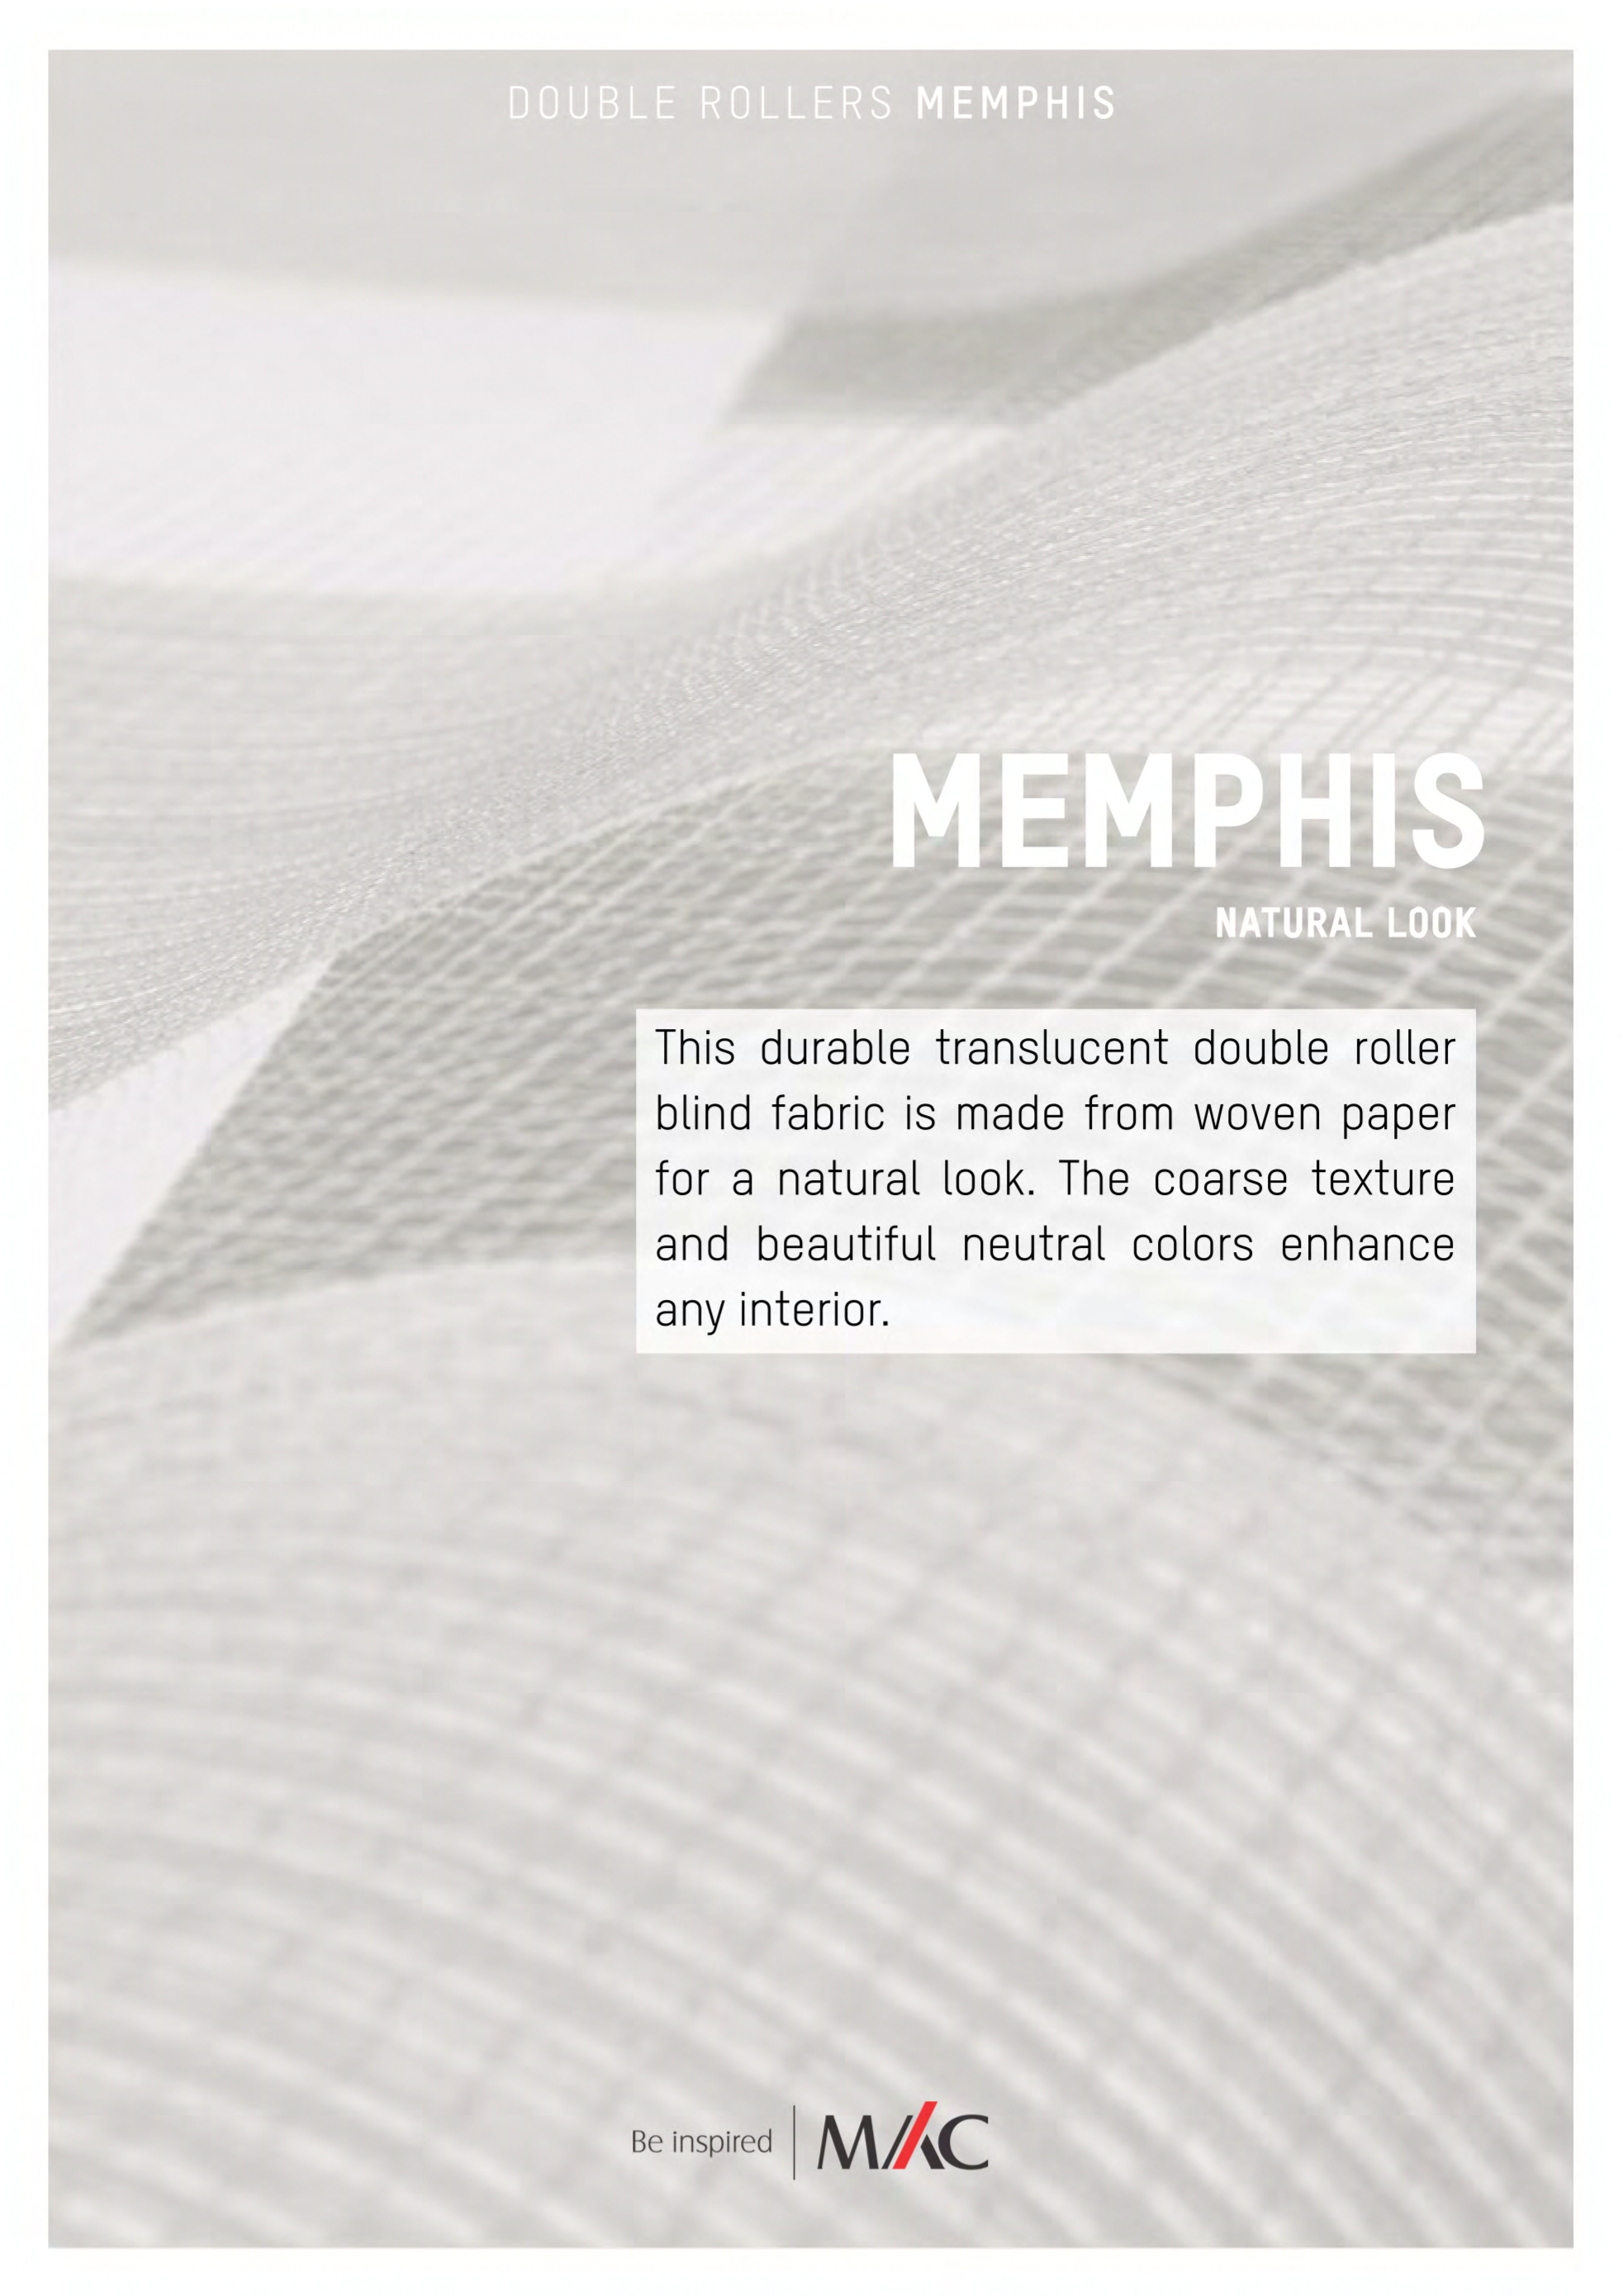 DOUBLE ROLLERS MEMPHIS
MEMPHIS
NATURAL LOOK
This durable translucent double roller
blind fabric is made from woven paper
for a natural look. The coarse texture
and beautiful neutral colors enhance
any interior.
Be inspired MAC